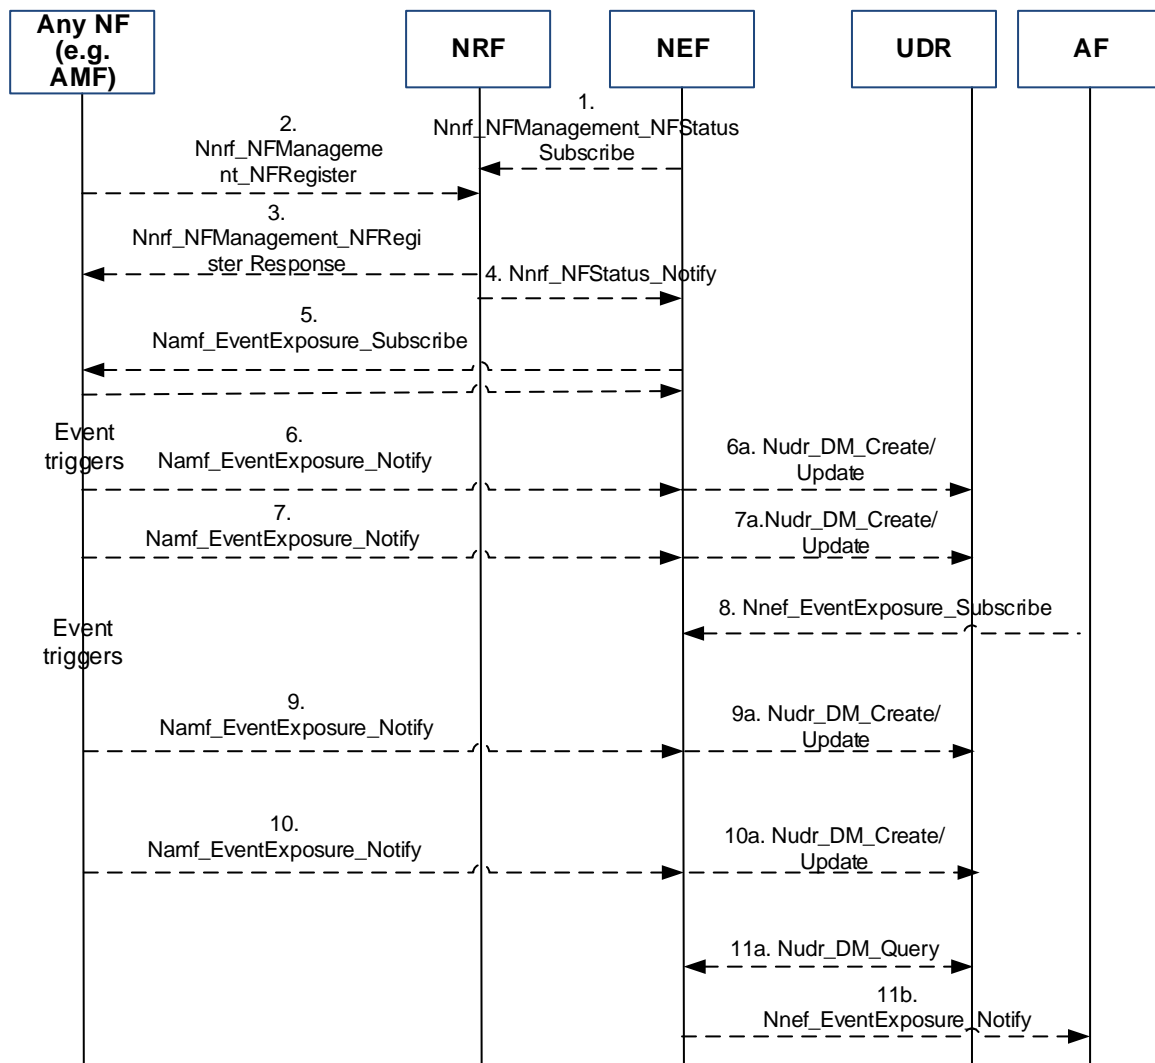 Any NF
(e.g.
AMF)
NRF
NEF
UDR
AF
1.
Nnrf_NFManagement_NFStatus
Subscribe
2.
Nnrf_NFManageme
nt_NFRegister
3.
Nnrf_NFManagement_NFRegi
ster Response
4. Nnrf_NFStatus_Notify
5.
Namf_EventExposure_Subscribe
Event
triggers
6.
Namf_EventExposure_Notify
6a. Nudr_DM_Create/
Update
7.
Namf_EventExposure_Notify
7a.Nudr_DM_Create/
Update
8. Nnef_EventExposure_Subscribe
Event
triggers
9.
Namf_EventExposure_Notify
9a. Nudr_DM_Create/
Update
10.
Namf_EventExposure_Notify
10a. Nudr_DM_Create/
Update
11a. Nudr_DM_Query
11b.
Nnef_EventExposure_Notify